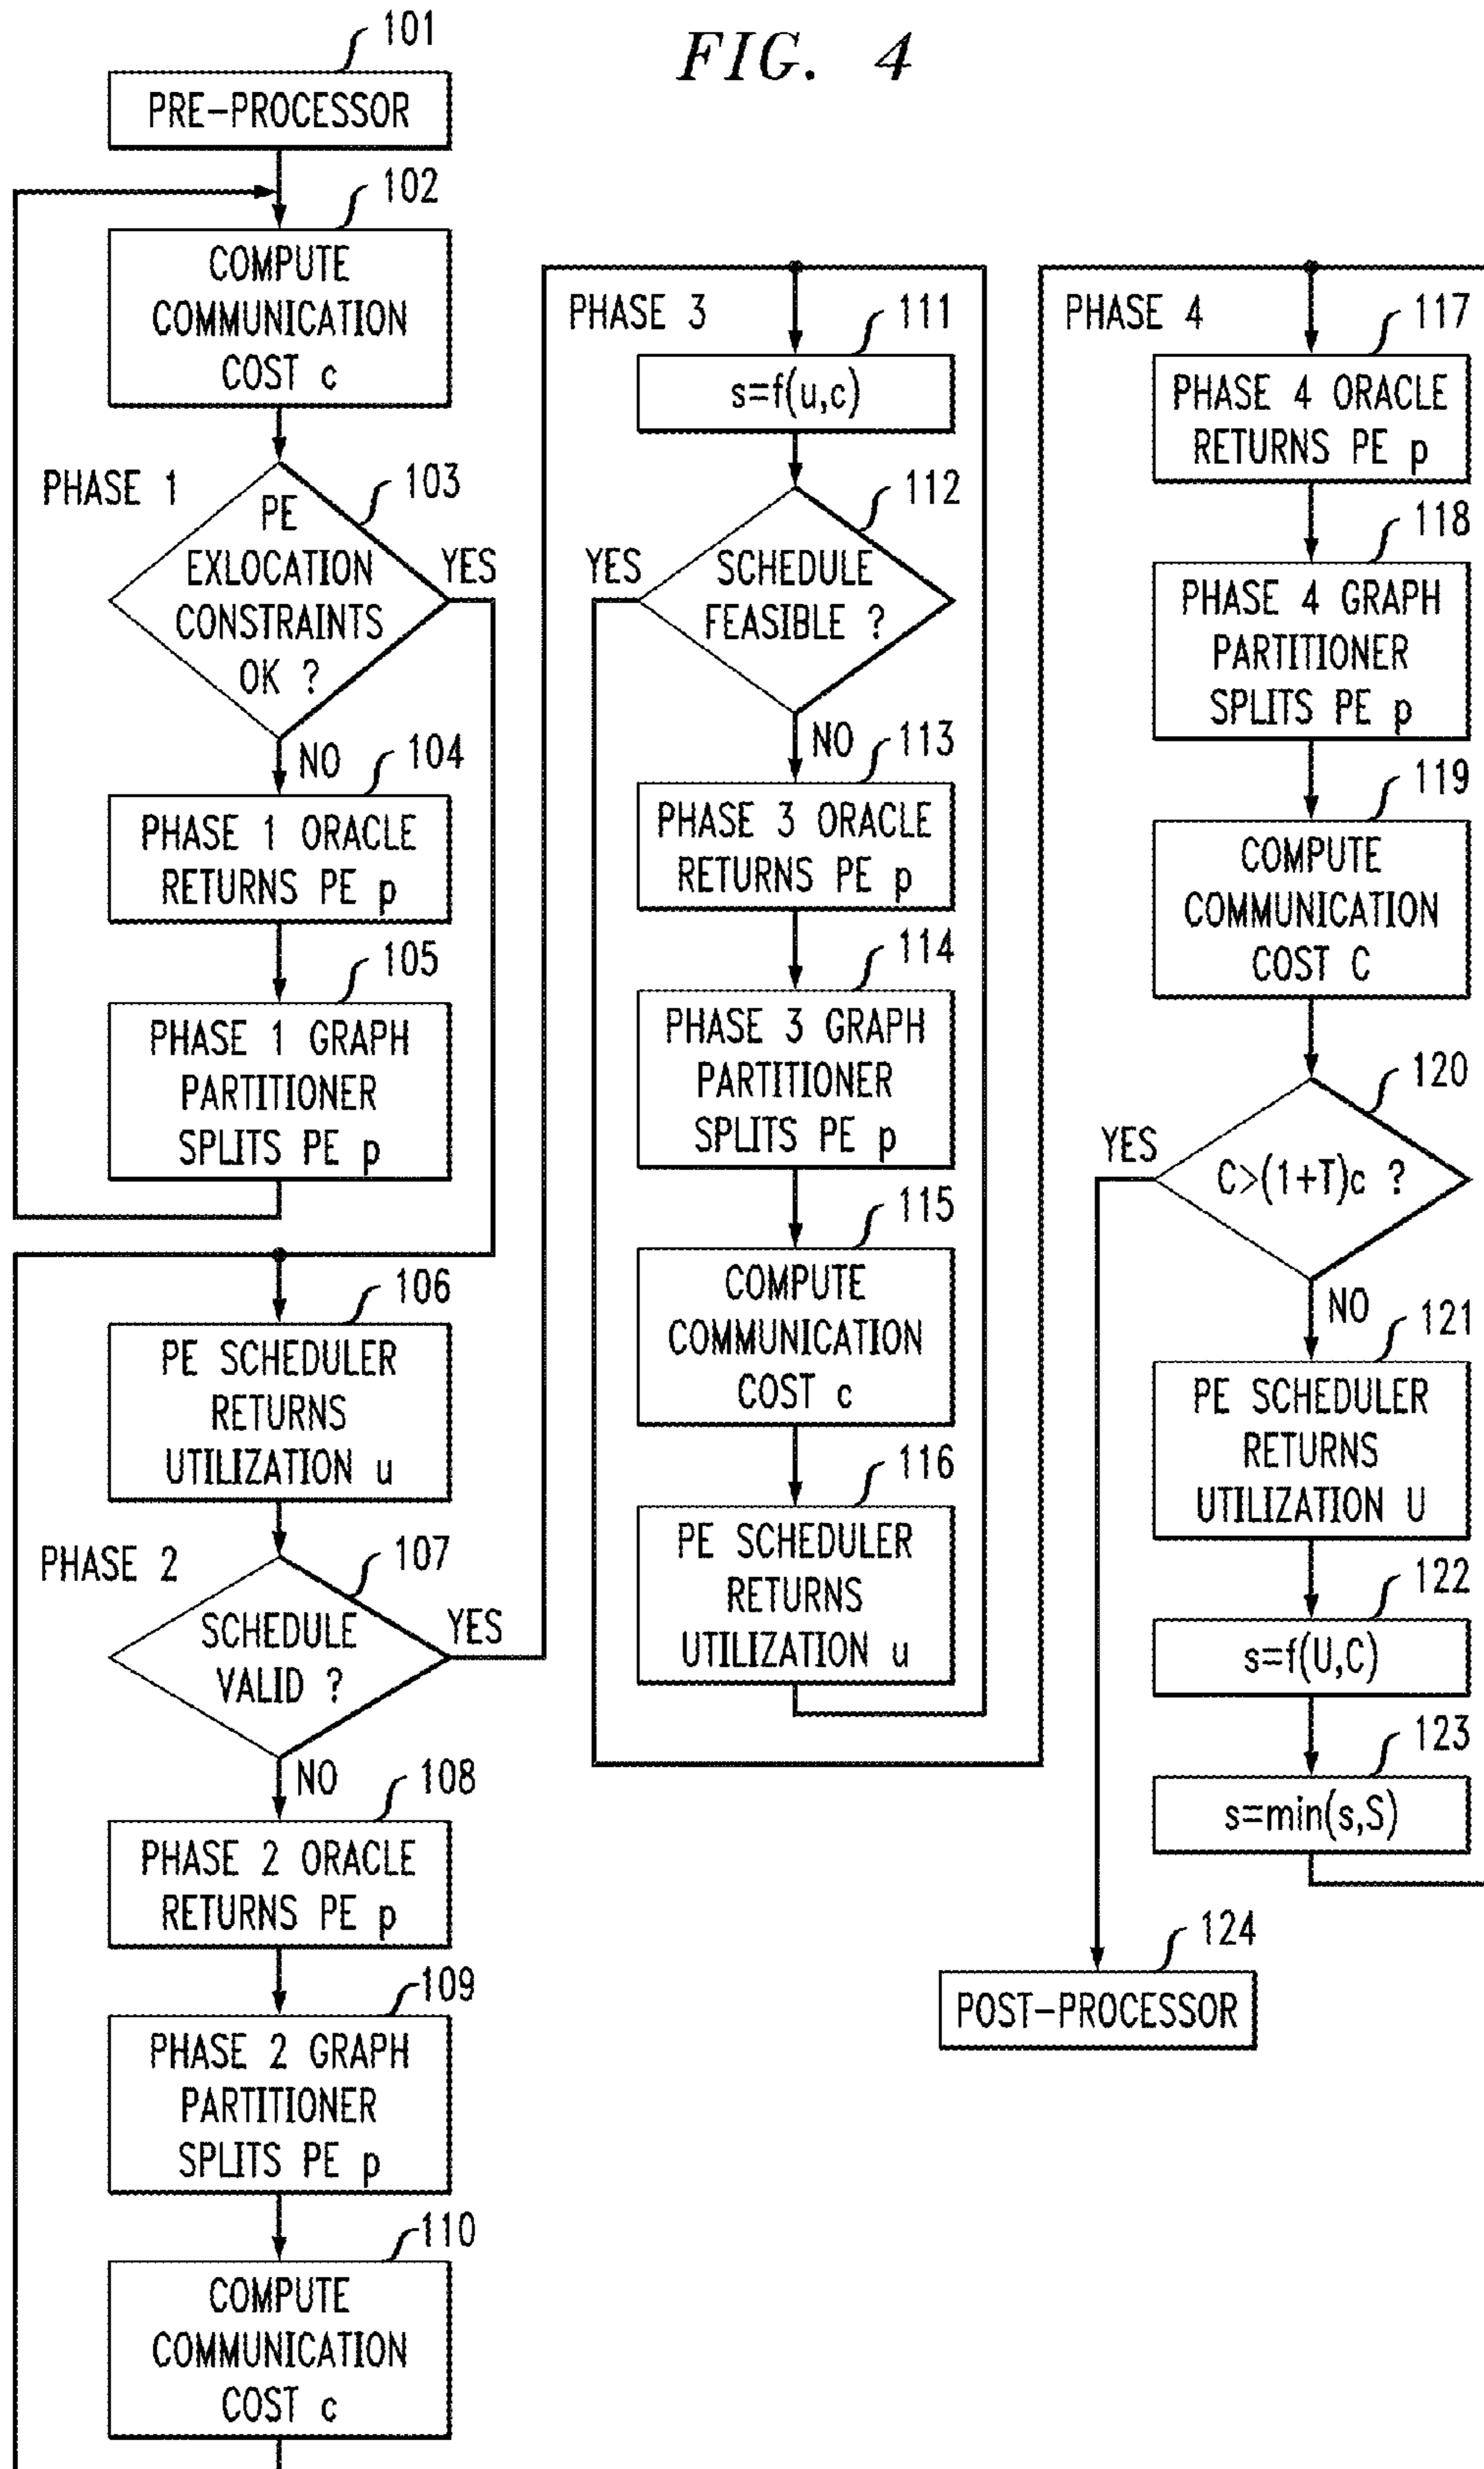 FIG. 4
101
PRE-PROCESSOR
102
COMPUTE
COMMUNICATION
COST c
PHASE 1
103
PE
EXLOCATION
CONSTRAINTS
OK ?
YES
NO
104
PHASE 1 ORACLE
RETURNS PE p
105
PHASE 1 GRAPH
PARTITIONER
SPLITS PE p
106
PE SCHEDULER
RETURNS
UTILIZATION u
PHASE 2
107
SCHEDULE
VALID ?
YES
NO
108
PHASE 2 ORACLE
RETURNS PE p
109
PHASE 2 GRAPH
PARTITIONER
SPLITS PE p
110
COMPUTE
COMMUNICATION
COST c
PHASE 3
111
s=f(u,c)
112
YES
SCHEDULE
FEASIBLE ?
NO
113
PHASE 3 ORACLE
RETURNS PE p
114
PHASE 3 GRAPH
PARTITIONER
SPLITS PE p
115
COMPUTE
COMMUNICATION
COST c
116
PE SCHEDULER
RETURNS
UTILIZATION u
PHASE 4
117
PHASE 4 ORACLE
RETURNS PE p
118
PHASE 4 GRAPH
PARTITIONER
SPLITS PE p
119
COMPUTE
COMMUNICATION
COST C
120
YES
C>(1+T)c ?
NO
121
PE SCHEDULER
RETURNS
UTILIZATION U
122
s=f(U,C)
123
s=min(s,S)
124
POST-PROCESSOR